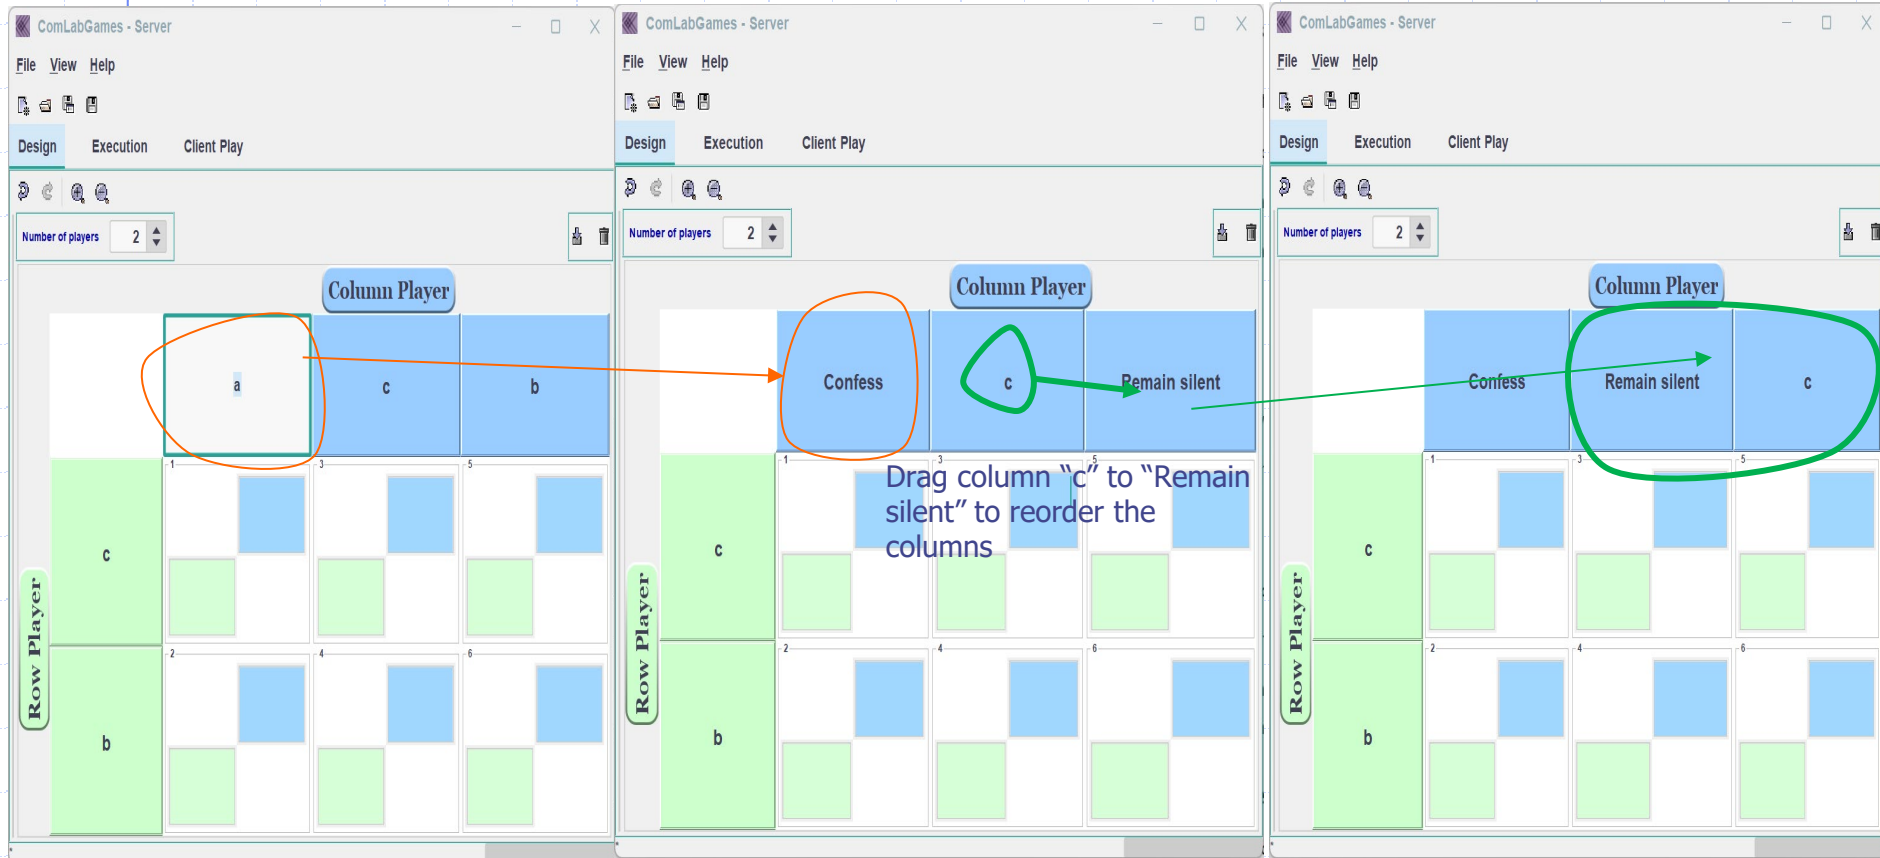 ComLabGames - Server
File View Help
Design Execution Client Play
Number of players 2
Column Player
a c b
1 3 5
c
Row Player
2 4 6
b
ComLabGames - Server
File View Help
Design Execution Client Play
Number of players 2
Column Player
Confess c Remain silent
1 3 5
Drag column “c” to “Remain
silent” to reorder the
columns
c
Row Player
2 4 6
b
ComLabGames - Server
File View Help
Design Execution Client Play
Number of players 2
Column Player
Confess Remain silent c
1 3 5
c
Row Player
2 4 6
b